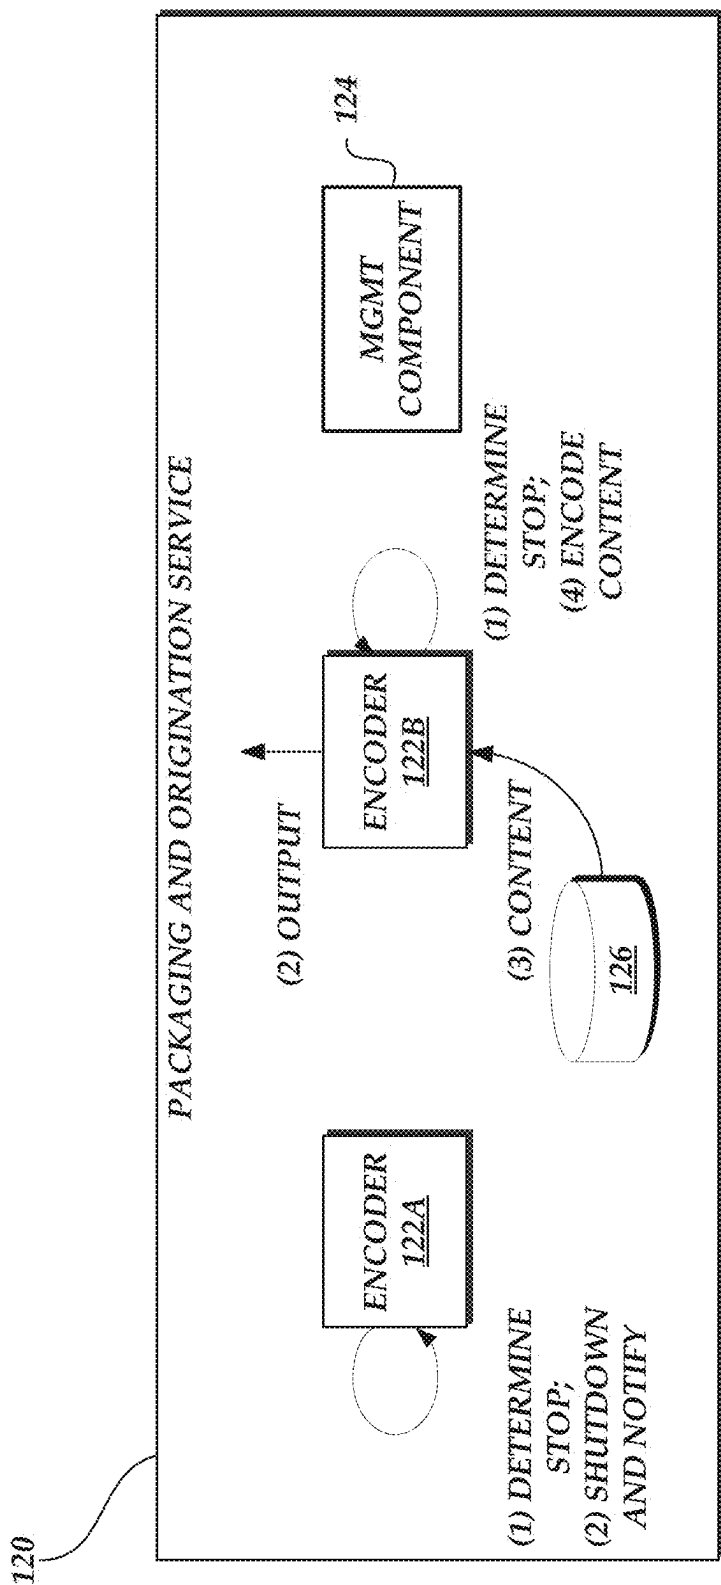 120
PACKAGING AND ORIGINATION SERVICE
(2) OUTPUT
124
ENCODER
122A
ENCODER
122B
MGMT
COMPONENT
(1) DETERMINE
STOP;
(2) SHUTDOWN
AND NOTIFY
(3) CONTENT
126
(1) DETERMINE
STOP;
(4) ENCODE
CONTENT